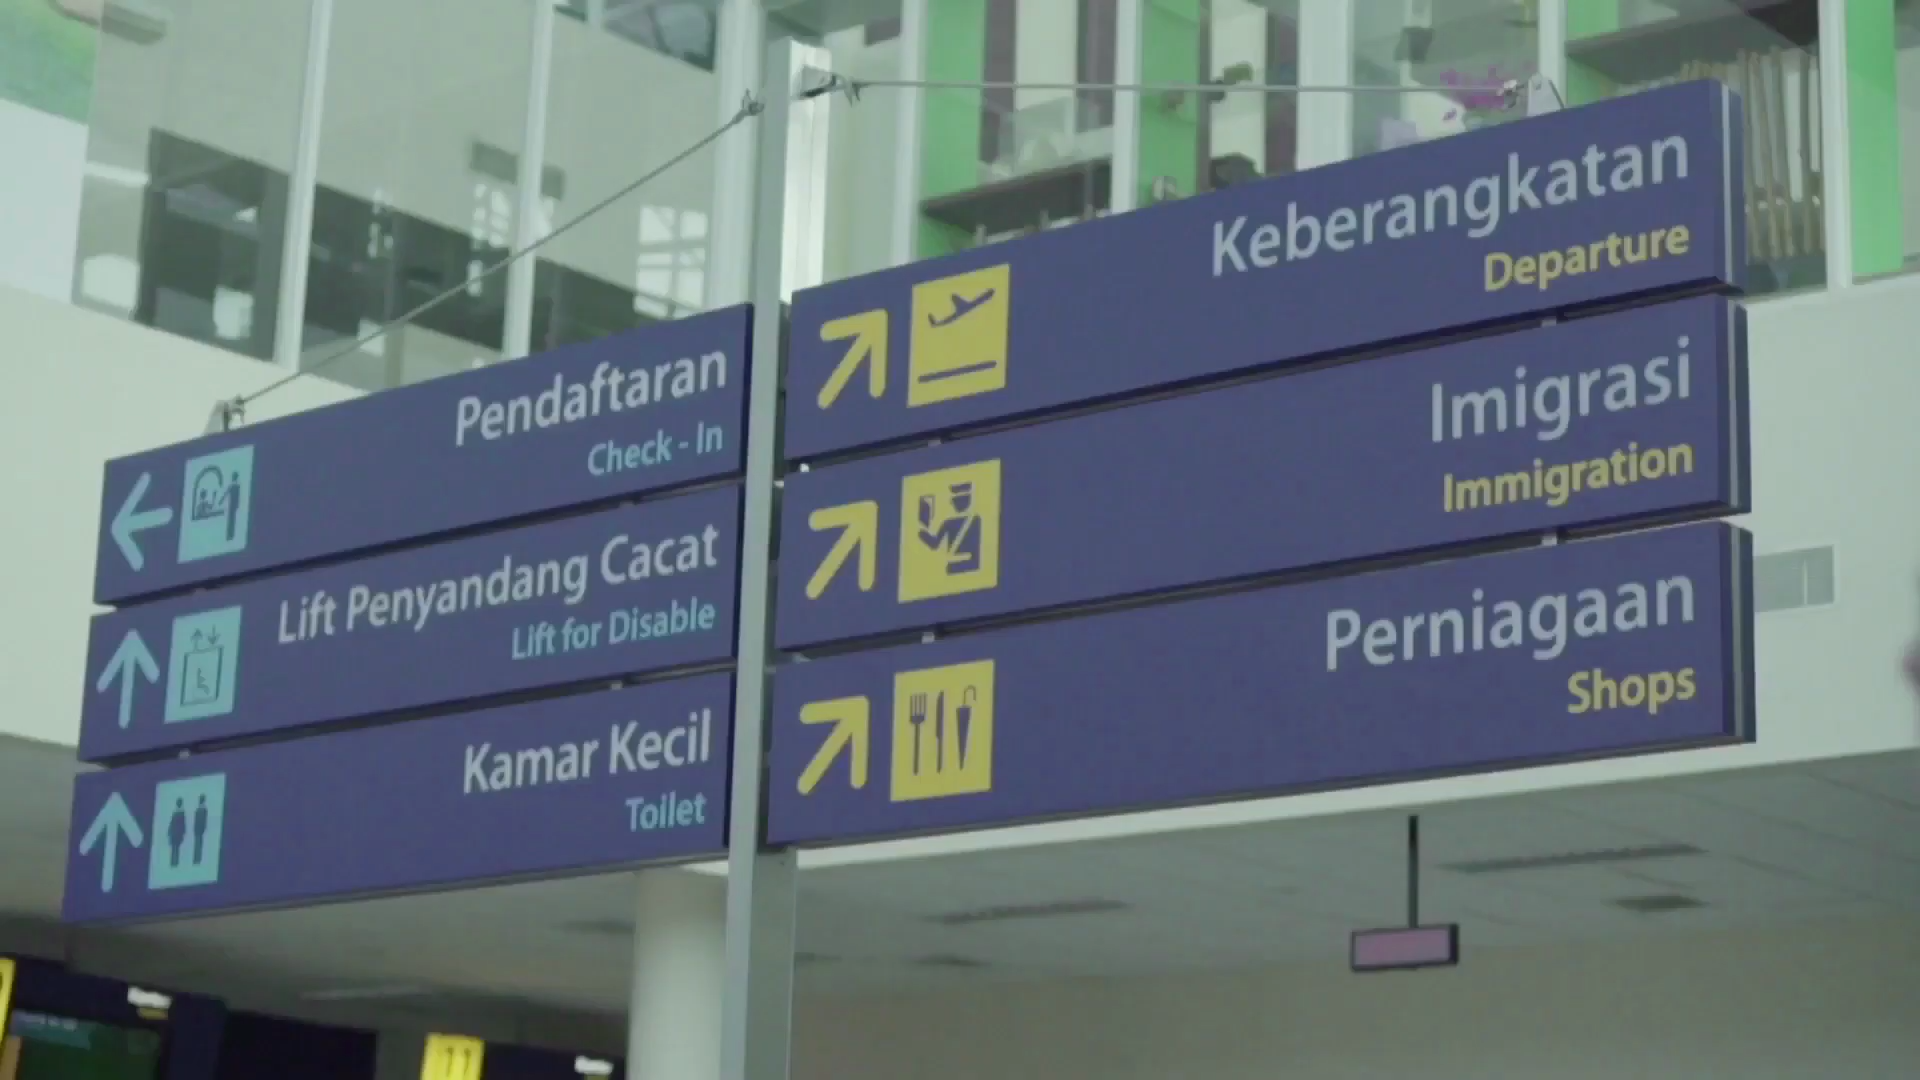 Pendaftaran
Check - In
Lift Penyandang Cacat
Lift for Disable
Kamar Kecil
Toilet
Keberangkatan
Departure
Imigrasi
Immigration
Perniagaan
Shops